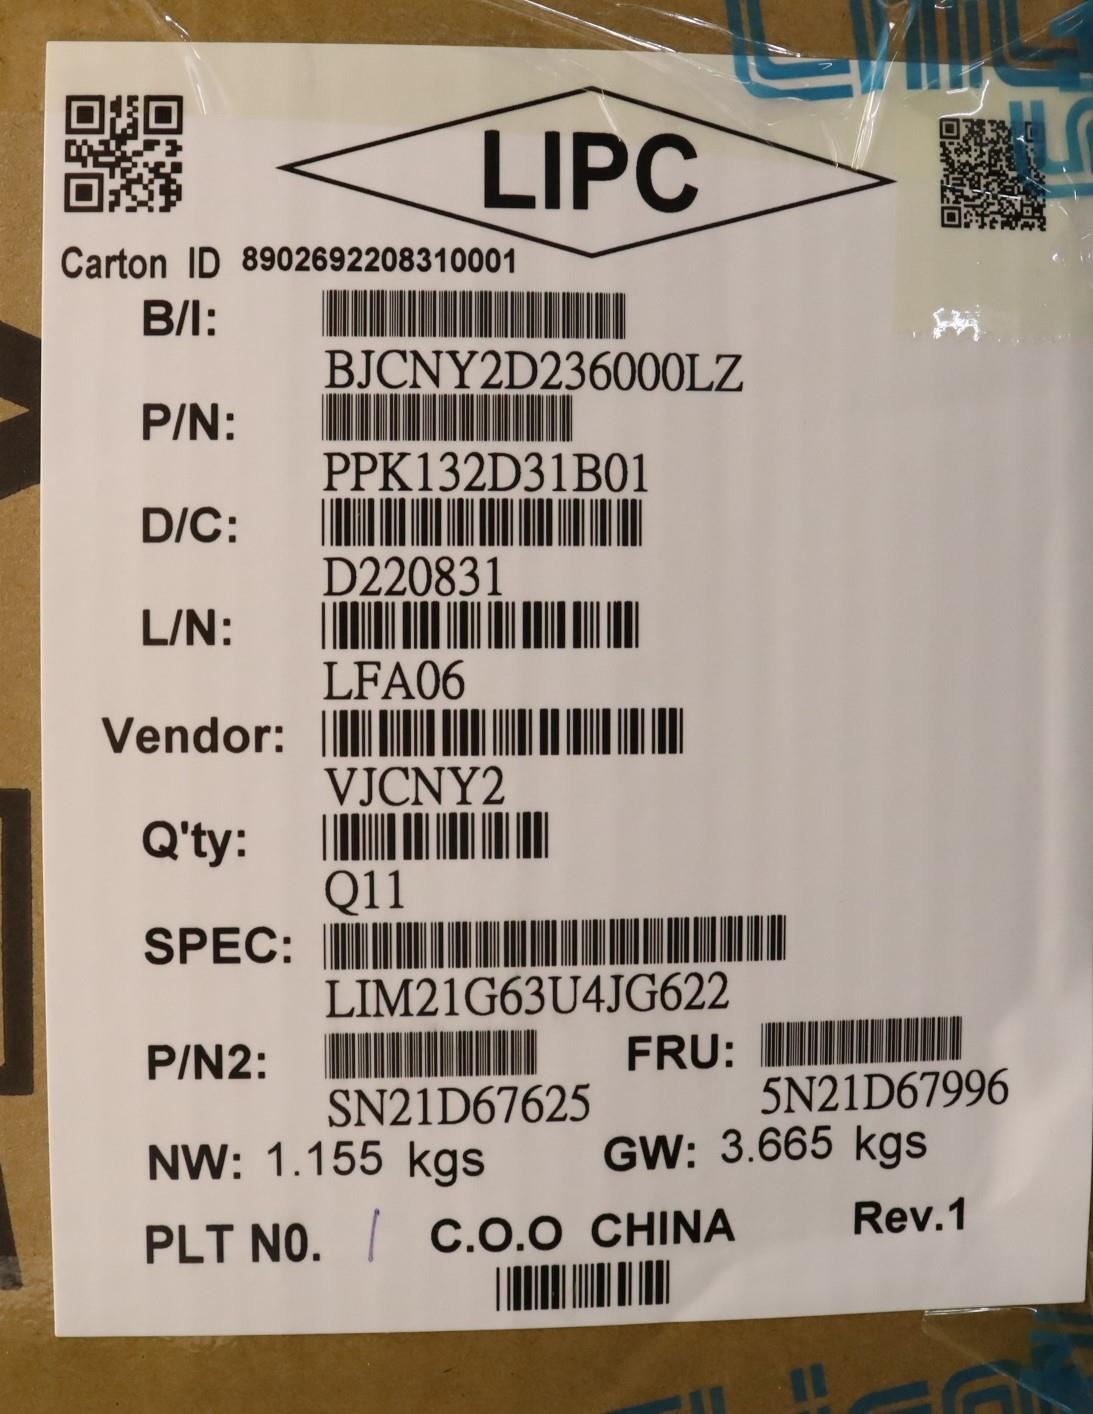 LIPC
Carton ID 8902692208310001
B/I:
BJCNY2D236000LZ
P/N:
PPK132D31B01
D/C:
D220831
L/N:
LFA06
Vendor:
VJCNY2
Q'ty:
Q11
SPEC:
LIM21G63U4JG622
P/N2:
SN21D67625
FRU:
5N21D67996
NW: 1.155 kgs GW: 3.665 kgs
PLT N0. / C.O.O CHINA Rev.1